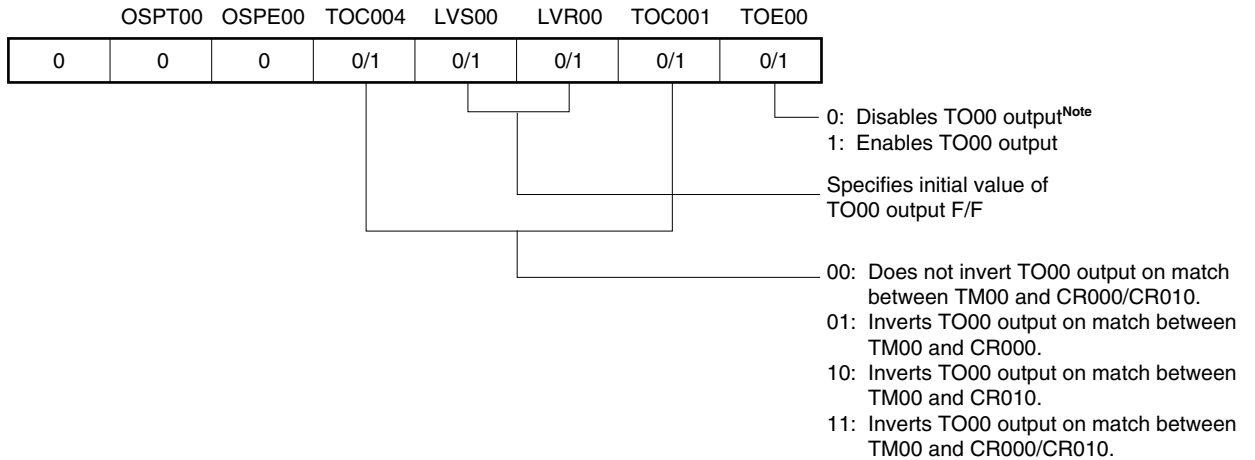 OSPT00 OSPE00 TOC004 LVS00 LVR00 TOC001 TOE00
0 0 0 0/1 0/1 0/1 0/1 0/1
0: Disables TO00 outputNote
1: Enables TO00 output
Specifies initial value of
TO00 output F/F
00: Does not invert TO00 output on match
between TM00 and CR000/CR010.
01: Inverts TO00 output on match between
TM00 and CR000.
10: Inverts TO00 output on match between
TM00 and CR010.
11: Inverts TO00 output on match between
TM00 and CR000/CR010.